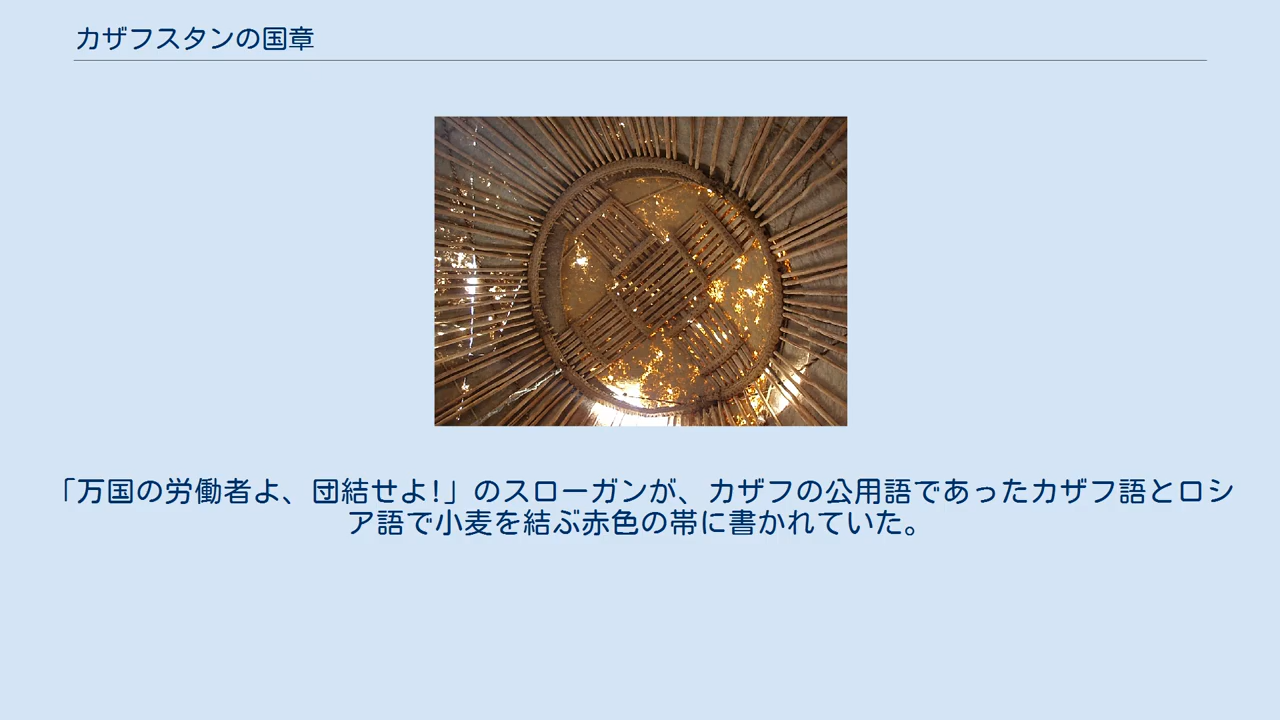 カザフスタンの国章
「万国の労働者よ、団結せよ!」のスローガンが、カザフの公用語であったカザフ語とロシ
ア語で小麦を結ぶ赤色の帯に書かれていた。